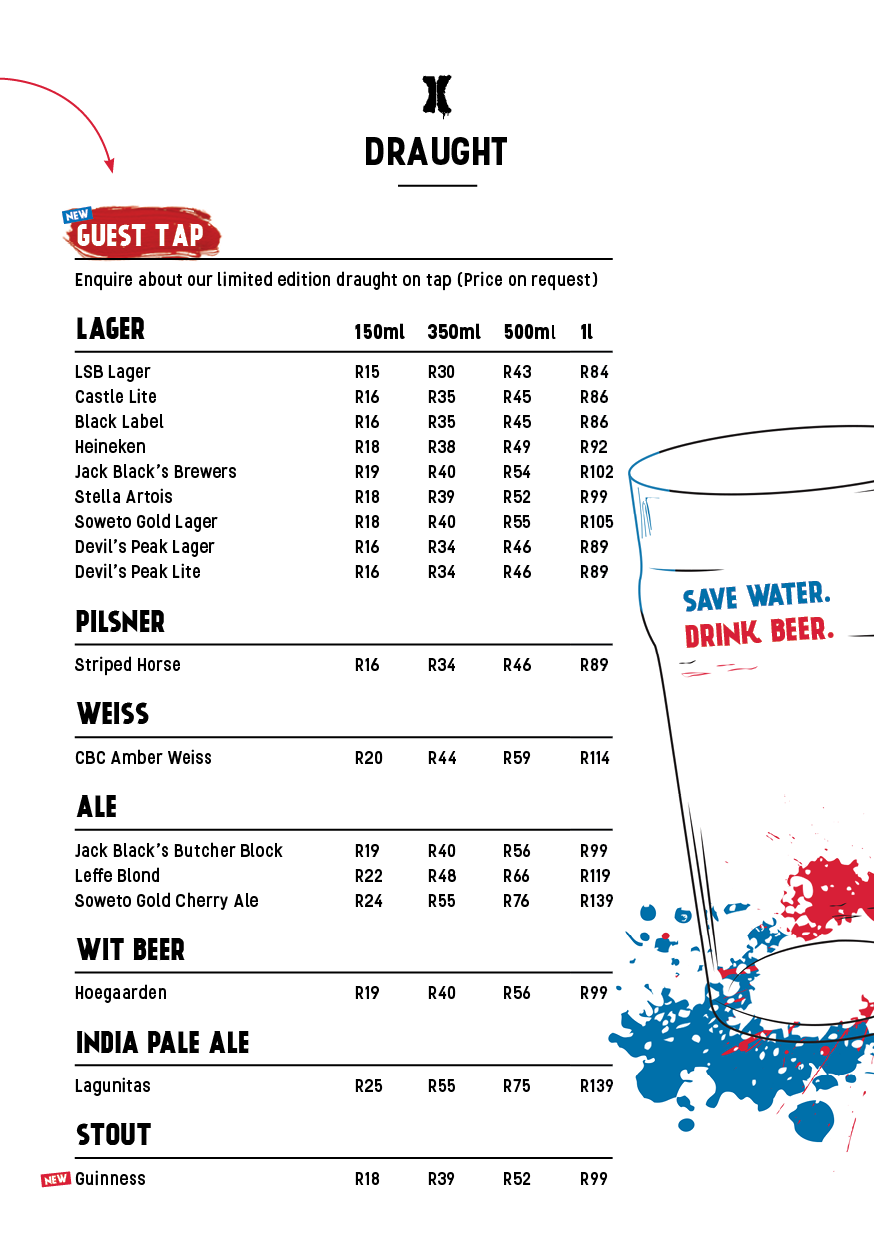 DRAUGHT
NEW
GUEST TAP
Enquire about our limited edition draught on tap (Price on request)
LAGER 150ml 350ml 500ml 1l
LSB Lager R15 R30 R43 R84
Castle Lite R16 R35 R45 R86
Black Label R16 R35 R45 R86
Heineken R18 R38 R49 R92
Jack Black's Brewers R19 R40 R54 R102
Stella Artois R18 R39 R52 R99
Soweto Gold Lager R18 R40 R55 R105
Devil's Peak Lager R16 R34 R46 R89
Devil's Peak Lite R16 R34 R46 R89
SAVE WATER.
DRINK BEER.
PILSNER
Striped Horse R16 R34 R46 R89
WEISS
CBC Amber Weiss R20 R44 R59 R114
ALE
Jack Black's Butcher Block R19 R40 R56 R99
Leffe Blond R22 R48 R66 R119
Soweto Gold Cherry Ale R24 R55 R76 R139
WIT BEER
Hoegaarden R19 R40 R56 R99
INDIA PALE ALE
Lagunitas R25 R55 R75 R139
STOUT
NEW Guinness R18 R39 R52 R99